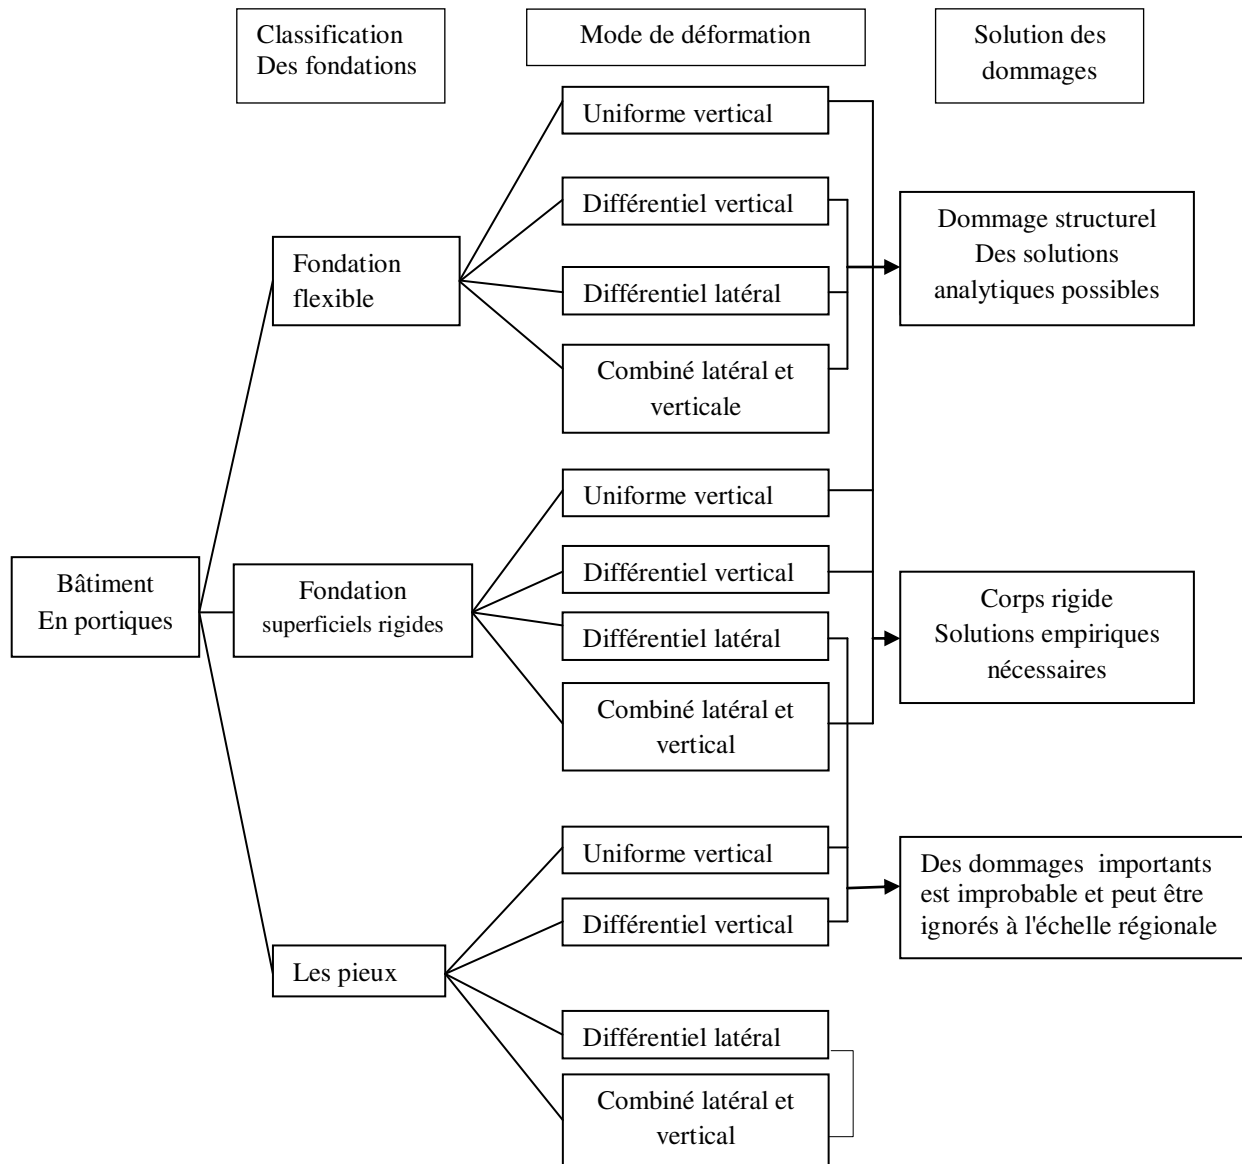 Classification
Des fondations
Mode de déformation
Solution des
dommages
Uniforme vertical
Différentiel vertical
Différentiel latéral
Combiné latéral et
verticale
Fondation
flexible
Dommage structurel
Des solutions
analytiques possibles
Bâtiment
En portiques
Fondation
superficiels rigides
Uniforme vertical
Différentiel vertical
Différentiel latéral
Combiné latéral et
vertical
Corps rigide
Solutions empiriques
nécessaires
Les pieux
Uniforme vertical
Différentiel vertical
Différentiel latéral
Combiné latéral et
vertical
Des dommages importants
est improbable et peut être
ignorés à l'échelle régionale